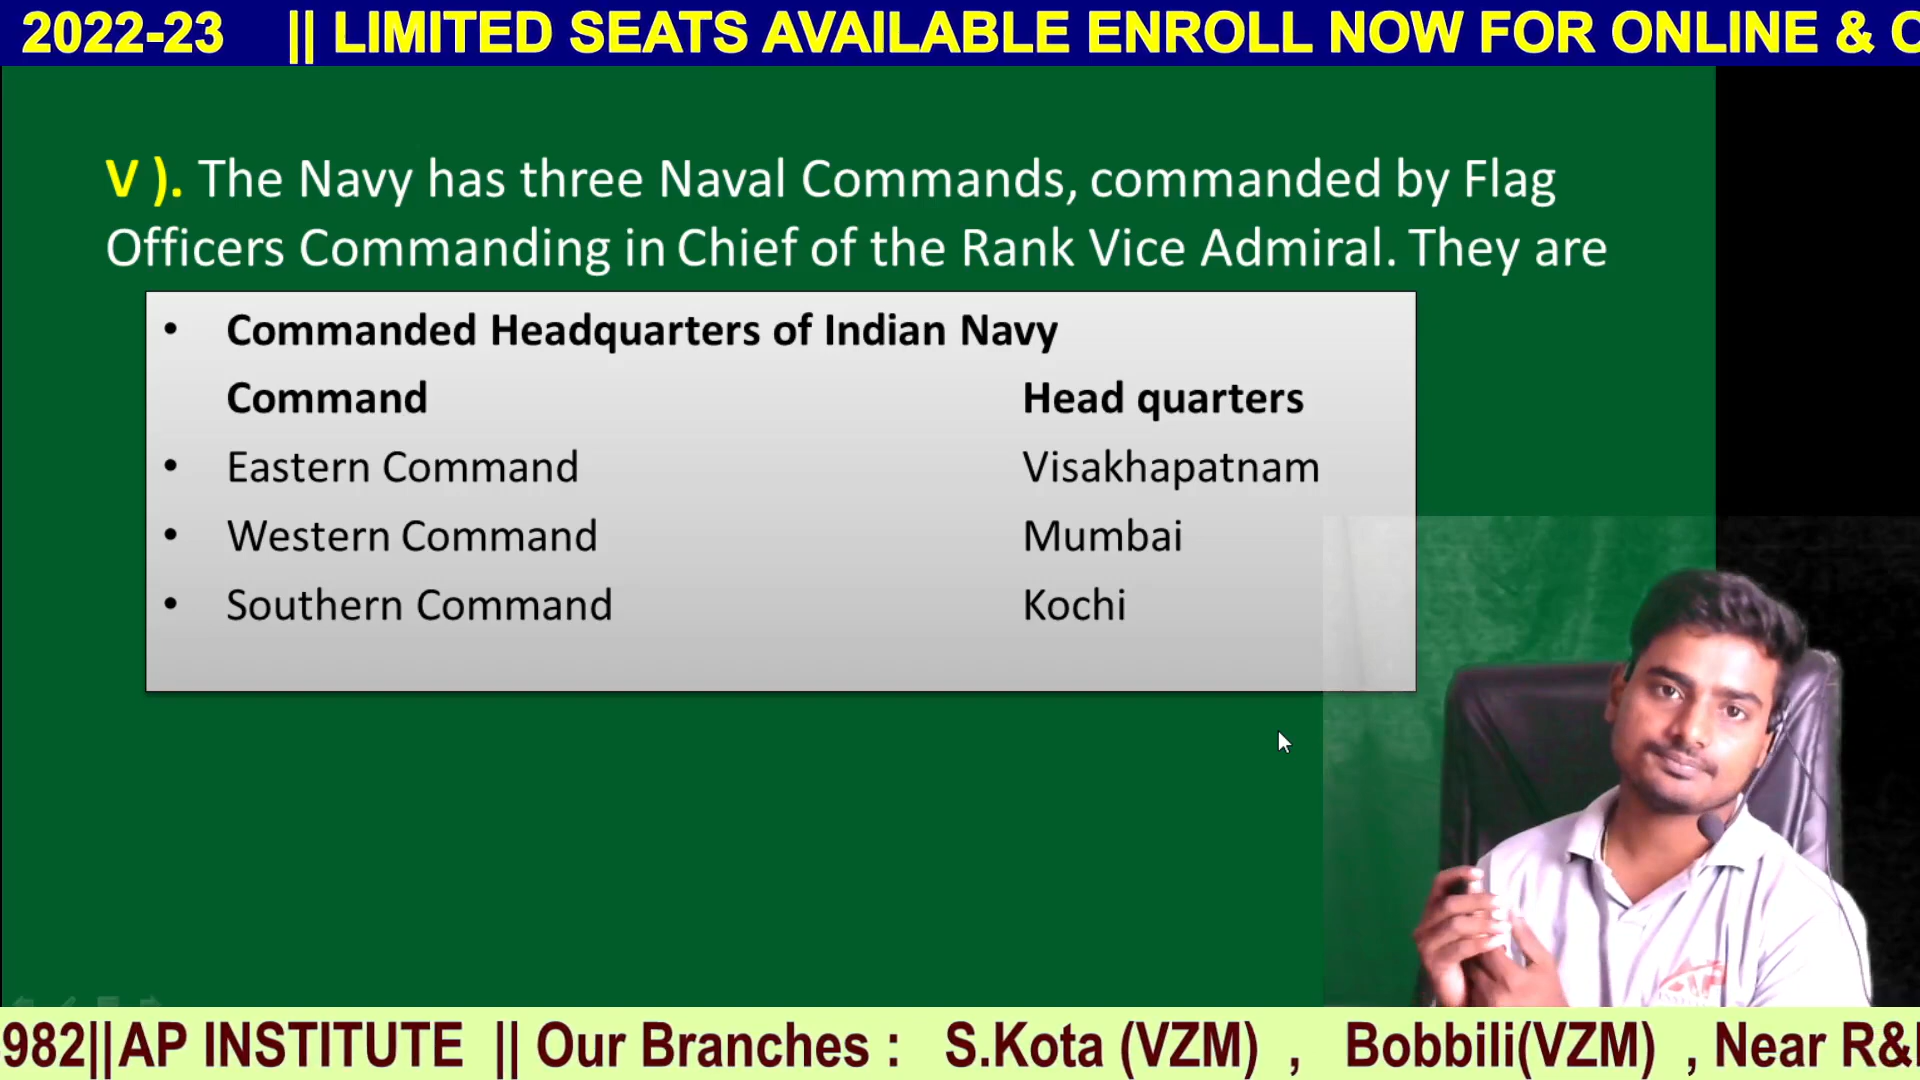 2022-23 || LIMITED SEATS AVAILABLE ENROLL NOW FOR ONLINE &
V ). The Navy has three Naval Commands, commanded by Flag
Officers Commanding in Chief of the Rank Vice Admiral. They are
• Commanded Headquarters of Indian Navy
Command Head quarters
• Eastern Command Visakhapatnam
• Western Command Mumbai
• Southern Command Kochi
982||AP INSTITUTE || Our Branches : S.Kota (VZM) , Bobbili(VZM) , Near